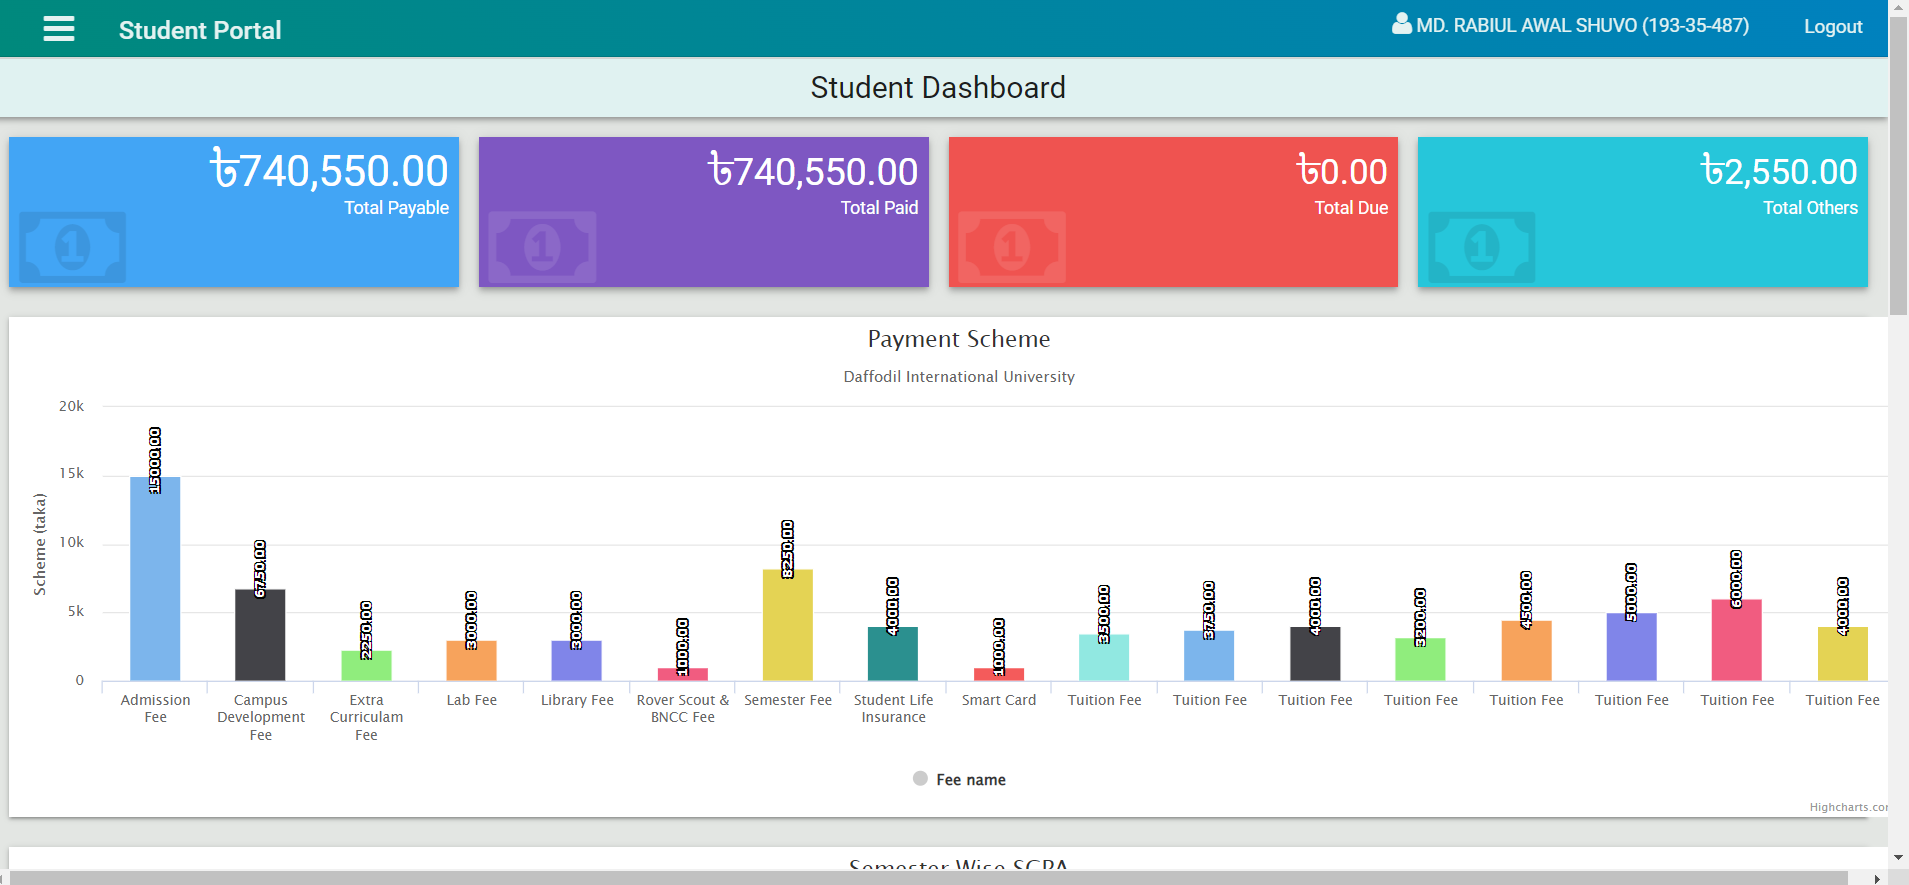 Student Portal
MD. RABIUL AWAL SHUVO (193-35-487)
Logout
Student Dashboard
৳740,550.00
Total Payable
৳740,550.00
Total Paid
৳0.00
Total Due
৳2,550.00
Total Others
Payment Scheme
Daffodil International University
Scheme (taka)
20k
15k
10k
5k
0
15000.00
6750.00
2250.00
3000.00
3000.00
1000.00
8250.00
4000.00
1000.00
3500.00
3750.00
4000.00
3200.00
4500.00
5000.00
6000.00
4000.00
Admission
Fee
Campus
Development
Fee
Extra
Curriculam
Fee
Lab Fee
Library Fee
Rover Scout &
BNCC Fee
Semester Fee
Student Life
Insurance
Smart Card
Tuition Fee
Tuition Fee
Tuition Fee
Tuition Fee
Tuition Fee
Tuition Fee
Tuition Fee
Tuition Fee
Fee name
Highcharts.co
Semester Wise SGPA